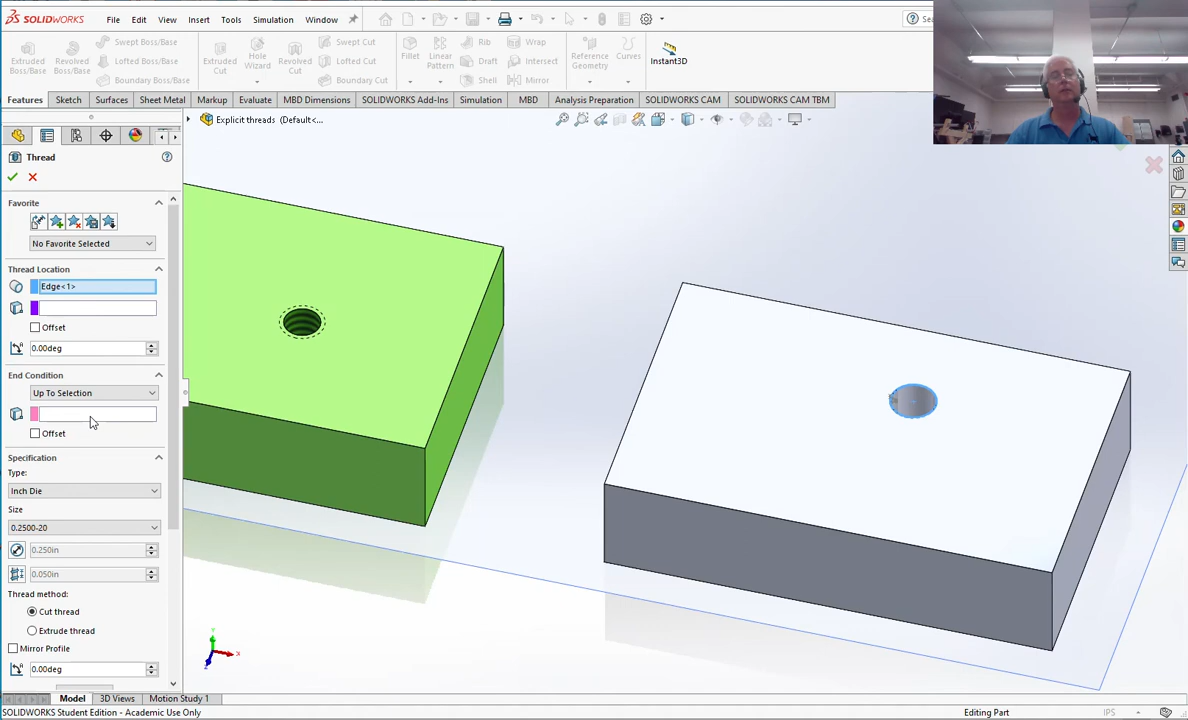 SOLIDWORKS File Edit View Insert Tools Simulation Window
Extruded Boss/Base
Revolved Boss/Base
Swept Boss/Base
Lofted Boss/Base
Boundary Boss/Base
Extruded Cut
Hole Wizard
Revolved Cut
Swept Cut
Lofted Cut
Boundary Cut
Fillet
Linear Pattern
Rib
Draft
Shell
Wrap
Intersect
Mirror
Reference Geometry
Curves
Instant3D
Features Sketch Surfaces Sheet Metal Markup Evaluate MBD Dimensions SOLIDWORKS Add-Ins Simulation MBD Analysis Preparation SOLIDWORKS CAM SOLIDWORKS CAM TBM
Explicit threads (Default<...
Thread
Favorite
No Favorite Selected
Thread Location
Edge<1>
Offset
0.00deg
End Condition
Up To Selection
Offset
Specification
Type:
Inch Die
Size
0.2500-20
0.250in
0.050in
Thread method:
Cut thread
Extrude thread
Mirror Profile
0.00deg
Model 3D Views Motion Study 1
SOLIDWORKS Student Edition - Academic Use Only
Editing Part IPS